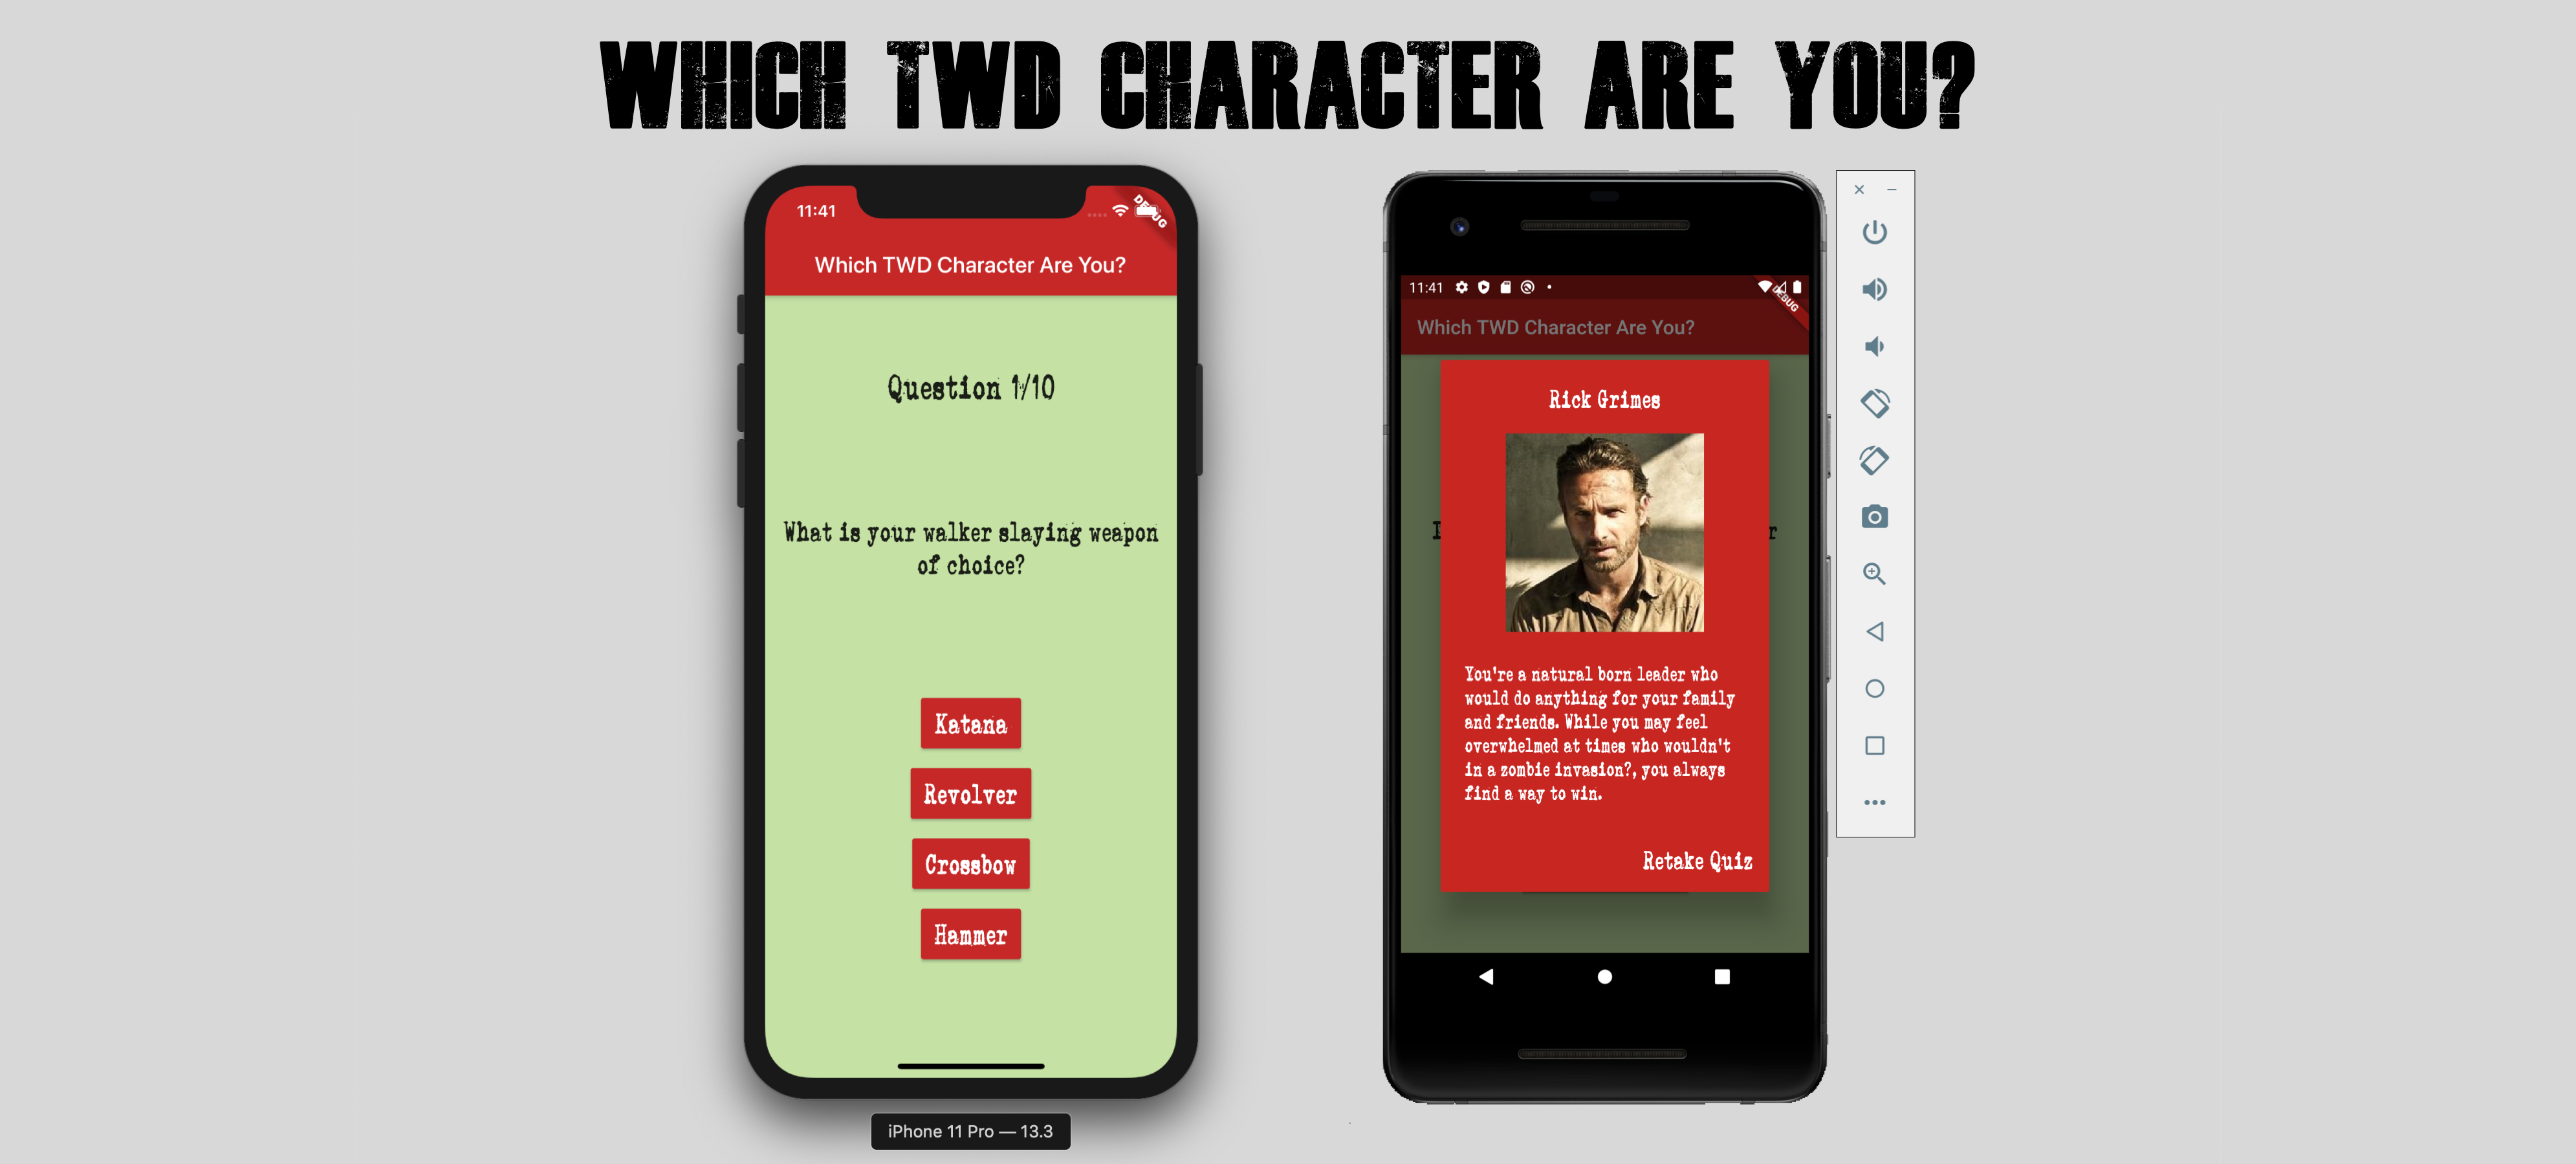 WHICH TWD CHARACTER ARE YOU?
11:41
DEBUG
Which TWD Character Are You?
Question 1/10
What is your walker slaying weapon
of choice?
Katana
Revolver
Crossbow
Hammer
iPhone 11 Pro — 13.3
11:41
DEBUG
Which TWD Character Are You?
Rick Grimes
You're a natural born leader who
would do anything for your family
and friends. While you may feel
overwhelmed at times who wouldn't
in a zombie invasion?, you always
find a way to win.
Retake Quiz